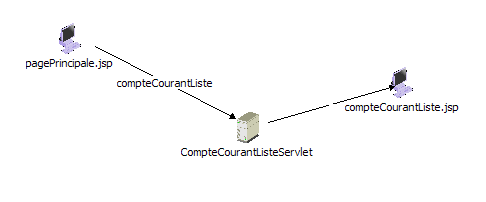 pagePrincipale.jsp
compteCourantListe
compteCourantListe.jsp
CompteCourantListeServlet